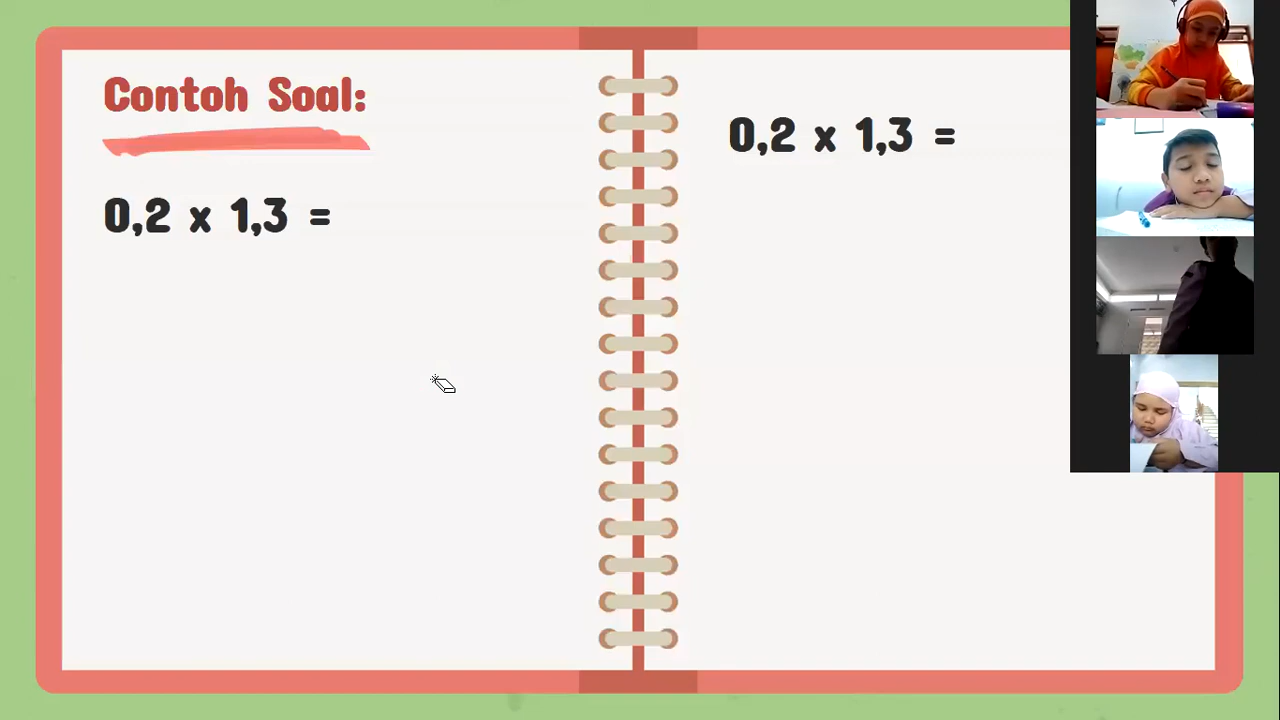 Contoh Soal:
0,2 x 1,3 =
0,2 x 1,3 =